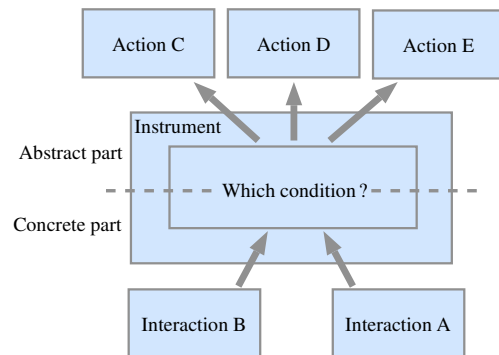 Action C
Action D
Action E
Instrument
Abstract part
Which condition ?
Concrete part
Interaction B
Interaction A